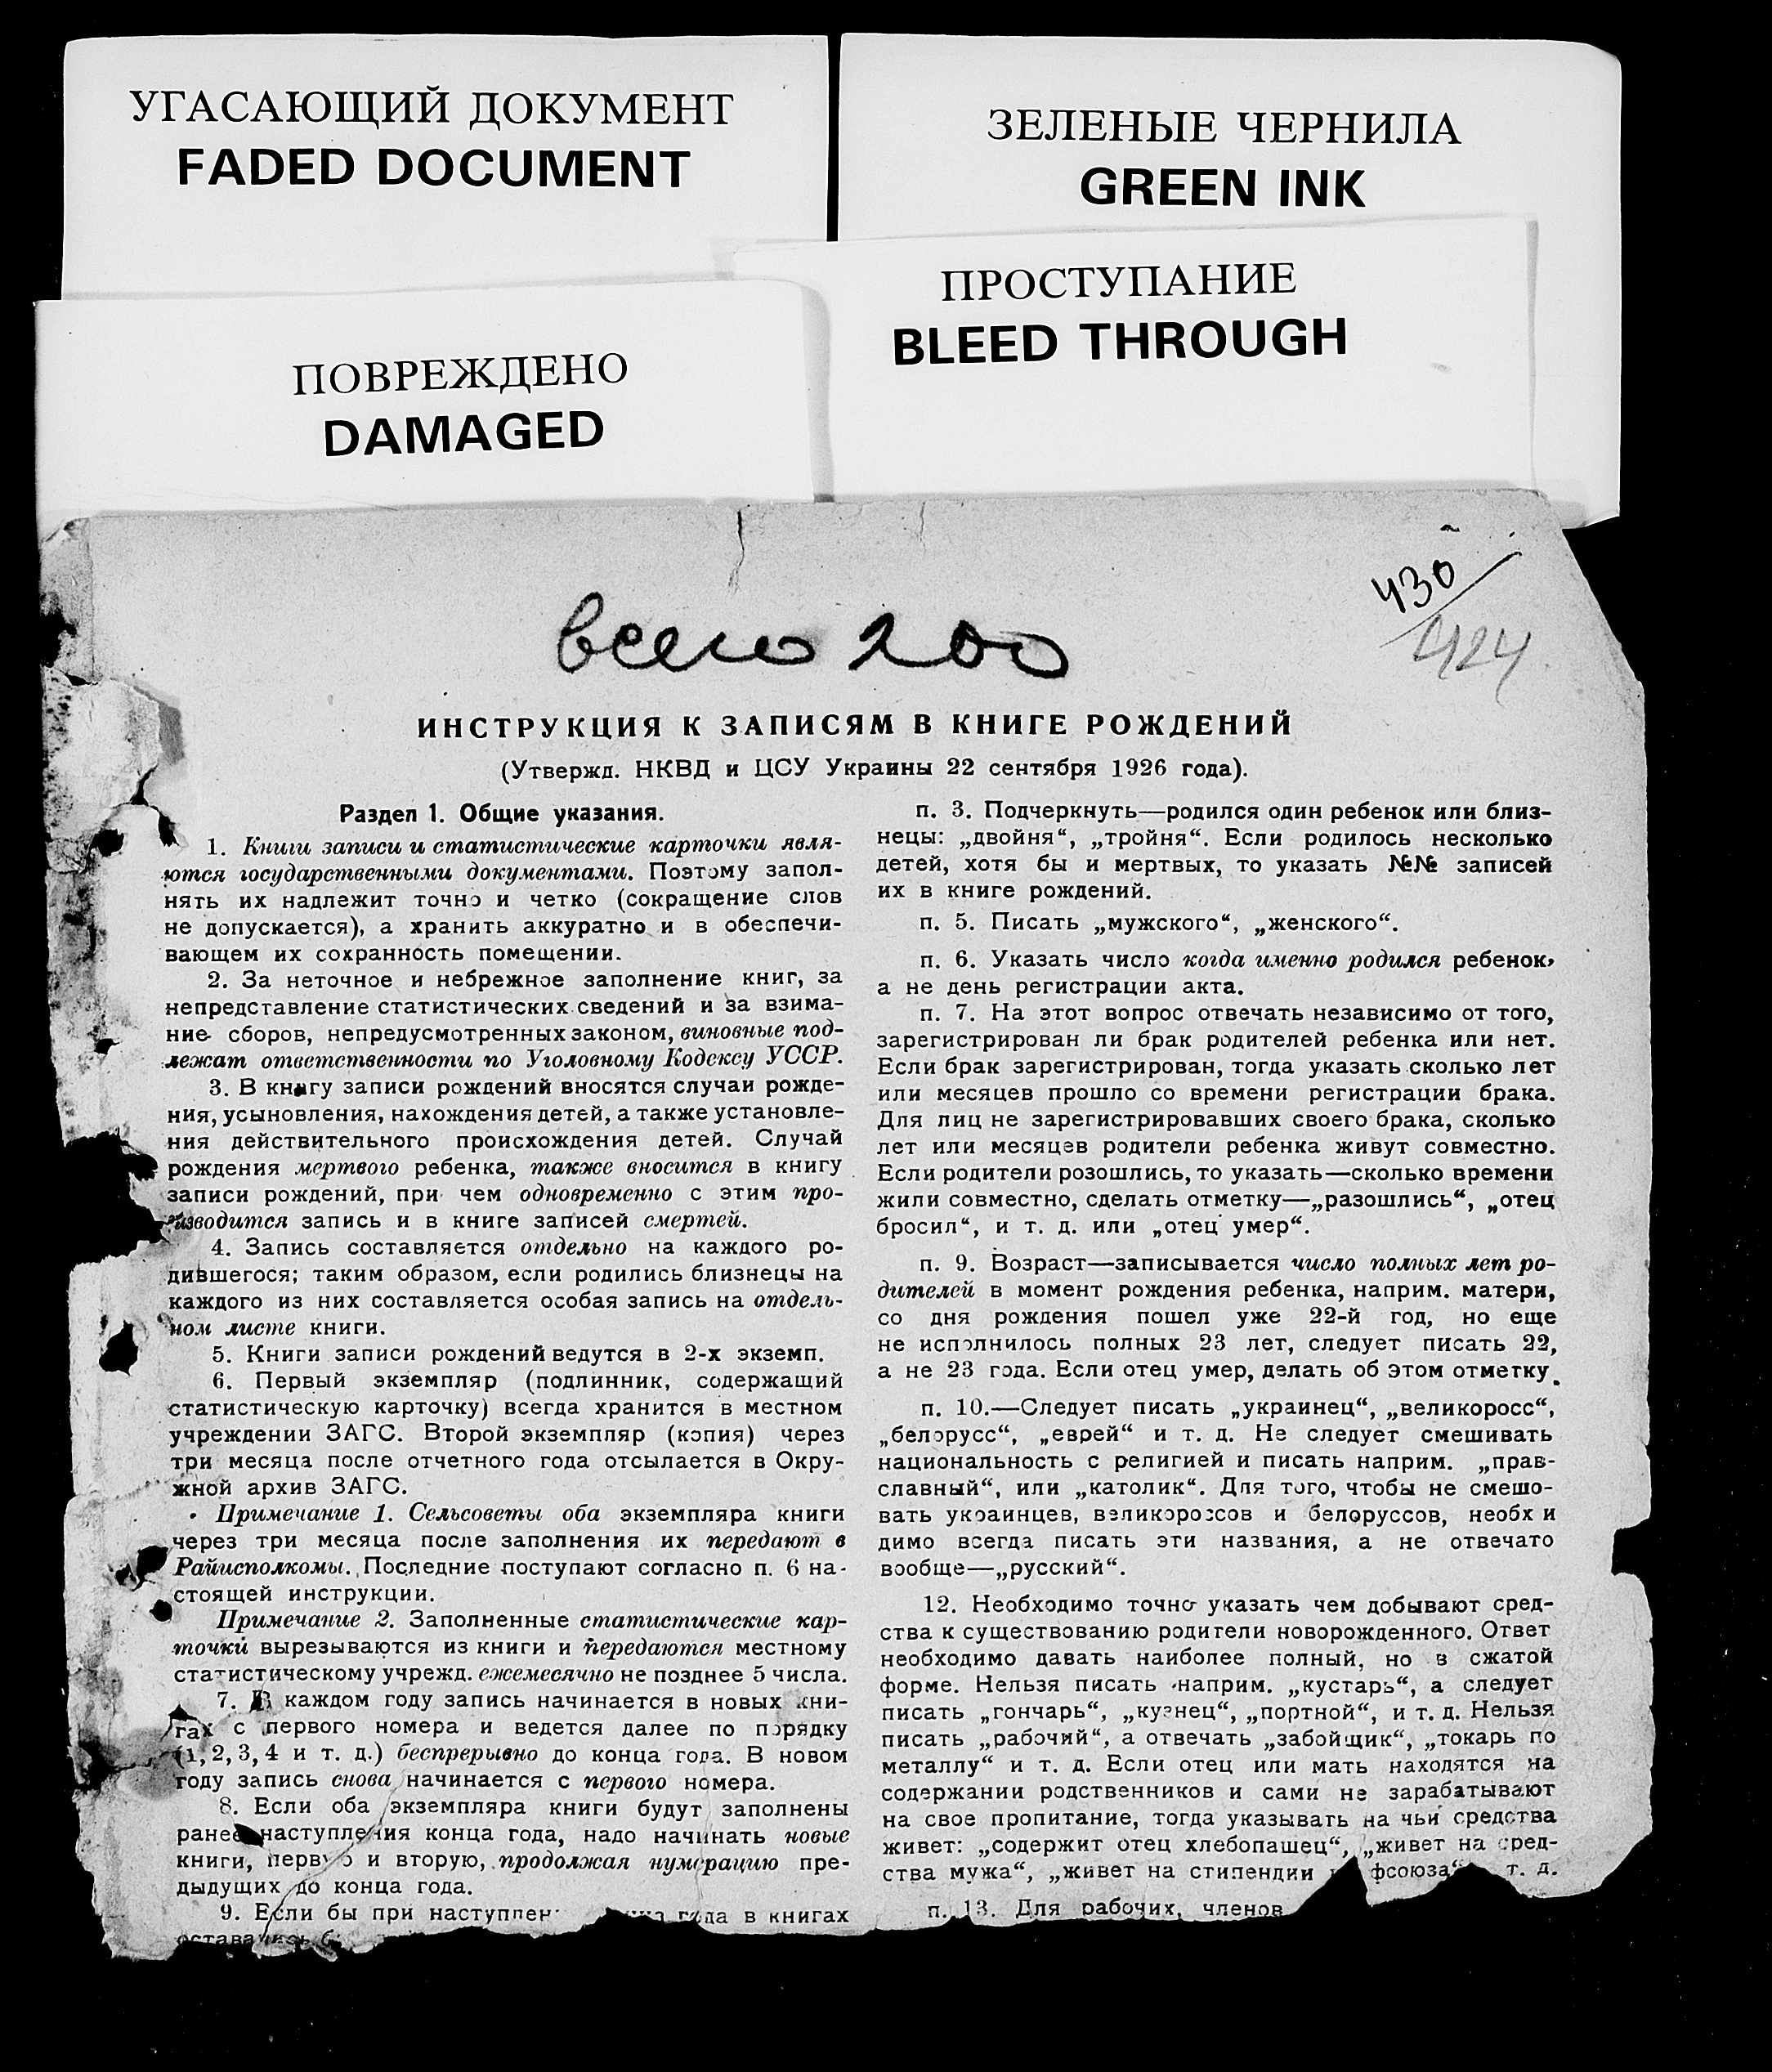 УГАСАЮЩИЙ ДОКУМЕНТ
FADED DOCUMENT
ЗЕЛЕНЫЕ ЧЕРНИЛА
GREEN INK
ПРОСТУПАНИЕ
BLEED THROUGH
ПОВРЕЖДЕНО
DAMAGED
430
424
всего 200
ИНСТРУКЦИЯ К ЗАПИСЯМ В КНИГЕ РОЖДЕНИЙ
(Утвержд. НКВД и ЦСУ Украины 22 сентября 1926 года).
Раздел 1. Общие указания.
1. Книги записи и статистические карточки явля-
ются государственными документами. Поэтому запол-
нять их надлежит точно и четко (сокращение слов
не допускается), а хранить аккуратно и в обеспечи-
вающем их сохранность помещении.
2. За неточное и небрежное заполнение книг, за
непредставление статистических сведений и за взима-
ние сборов, непредусмотренных законом, виновные под-
лежат ответственности по Уголовному Кодексу УССР.
3. В книгу записи рождений вносятся случаи рожде-
ния, усыновления, нахождения детей, а также установле-
ния действительного происхождения детей. Случай
рождения мертвого ребенка, также вносится в книгу
записи рождений, при чем одновременно с этим про-
изводится запись и в книге записей смертей.
4. Запись составляется отдельно на каждого ро-
дившегося; таким образом, если родились близнецы на
каждого из них составляется особая запись на отдель-
ном листе книги.
5. Книги записи рождений ведутся в 2-х экземп.
6. Первый экземпляр (подлинник, содержащий
статистическую карточку) всегда хранится в местном
учреждении ЗАГС. Второй экземпляр (копия) через
три месяца после отчетного года отсылается в Окру-
жной архив ЗАГС.
Примечание 1. Сельсоветы оба экземпляра книги
через три месяца после заполнения их передают в
Райисполкомы. Последние поступают согласно п. 6 на-
стоящей инструкции.
Примечание 2. Заполненные статистические кар-
точки вырезываются из книги и передаются местному
статистическому учрежд. ежемесячно не позднее 5 числа.
7. В каждом году запись начинается в новых кни-
гах с первого номера и ведется далее по порядку
(1, 2, 3, 4 и т. д.) беспрерывно до конца года. В новом
году запись снова начинается с первого номера.
8. Если оба экземпляра книги будут заполнены
ранее наступления конца года, надо начинать новые
книги, первую и вторую, продолжая нумерацию пре-
дыдущих до конца года.
9. Если бы при наступлен года в книгах
оставались
п. 3. Подчеркнуть—родился один ребенок или близ-
нецы: „двойня“, „тройня“. Если родилось несколько
детей, хотя бы и мертвых, то указать №№ записей
их в книге рождений.
п. 5. Писать „мужского“, „женского“.
п. 6. Указать число когда именно родился ребенок,
а не день регистрации акта.
п. 7. На этот вопрос отвечать независимо от того,
зарегистрирован ли брак родителей ребенка или нет.
Если брак зарегистрирован, тогда указать сколько лет
или месяцев прошло со времени регистрации брака.
Для лиц не зарегистрировавших своего брака, сколько
лет или месяцев родители ребенка живут совместно.
Если родители розошлись, то указать—сколько времени
жили совместно, сделать отметку—„разошлись“, „отец
бросил“, и т. д. или „отец умер“.
п. 9. Возраст—записывается число полных лет ро-
дителей в момент рождения ребенка, наприм. матери,
со дня рождения пошел уже 22-й год, но еще
не исполнилось полных 23 лет, следует писать 22,
а не 23 года. Если отец умер, делать об этом отметку.
п. 10.—Следует писать „украинец“, „великоросс“,
„белорусс“, „еврей“ и т. д. Не следует смешивать
национальность с религией и писать наприм. „прав-
славный“, или „католик“. Для того, чтобы не смешо-
вать украинцев, великороссов и белоруссов, необх и
димо всегда писать эти названия, а не отвечато
вообще—„русский“.
12. Необходимо точно указать чем добывают сред-
ства к существованию родители новорожденного. Ответ
необходимо давать наиболее полный, но в сжатой
форме. Нельзя писать наприм. „кустарь“, а следует
писать „гончарь“, „кузнец“, „портной“, и т. д. Нельзя
писать „рабочий“, а отвечать „забойщик“, „токарь по
металлу“ и т. д. Если отец или мать находятся на
содержании родственников и сами не зарабатывают
на свое пропитание, тогда указывать на чьи средства
живет: „содержит отец хлебопашец“, „живет на сред-
ства мужа“, „живет на стипендии фсоюза“ т. д.
п. 13. Для рабочих, членов